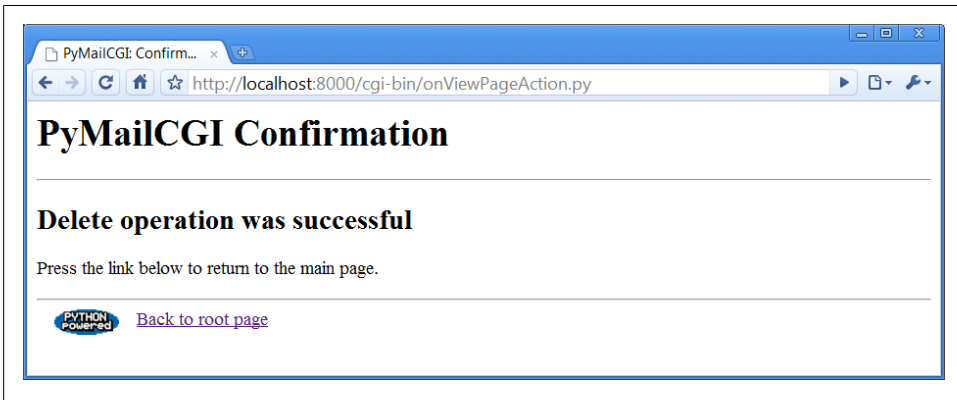 PyMailCGI: Confirm...
http://localhost:8000/cgi-bin/onViewPageAction.py
PyMailCGI Confirmation
Delete operation was successful
Press the link below to return to the main page.
PYTHON
Powered
Back to root page